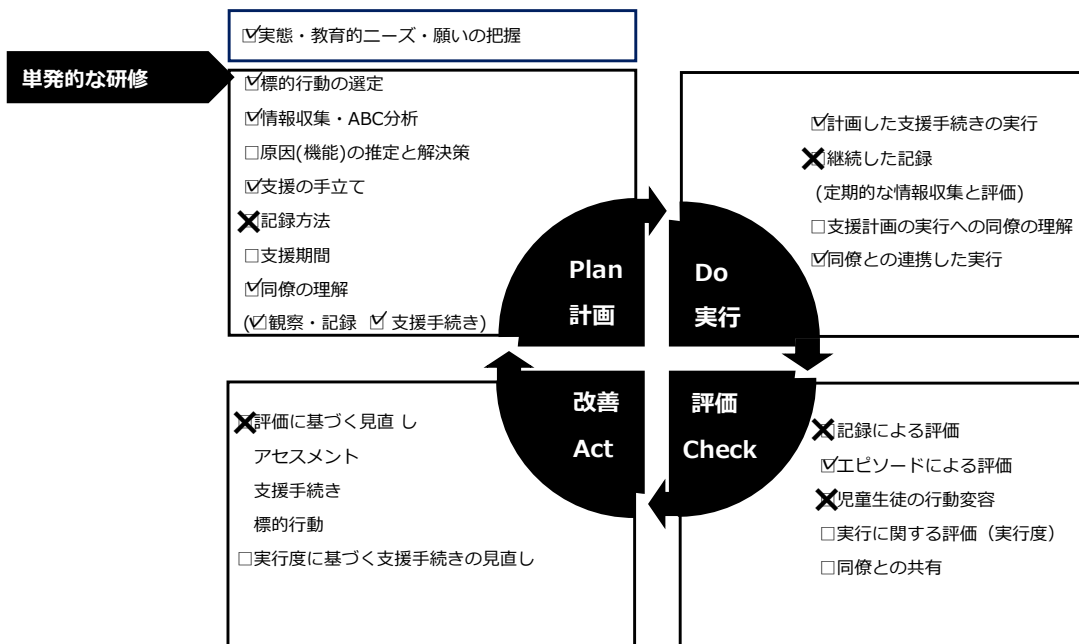 ☑実態・教育的ニーズ・願いの把握
単発的な研修
☑標的行動の選定
☑情報収集・ABC分析
□原因(機能)の推定と解決策
☑支援の手立て
☒記録方法
□支援期間
☑同僚の理解
(☑観察・記録 ☑支援手続き)
Plan
計画
☑計画した支援手続きの実行
☒継続した記録
(定期的な情報収集と評価)
□支援計画の実行への同僚の理解
☑同僚との連携した実行
Do
実行
☒評価に基づく見直 し
アセスメント
支援手続き
標的行動
□実行度に基づく支援手続きの見直し
改善
Act
評価
Check
☒記録による評価
☑エピソードによる評価
☒児童生徒の行動変容
□実行に関する評価（実行度）
□同僚との共有